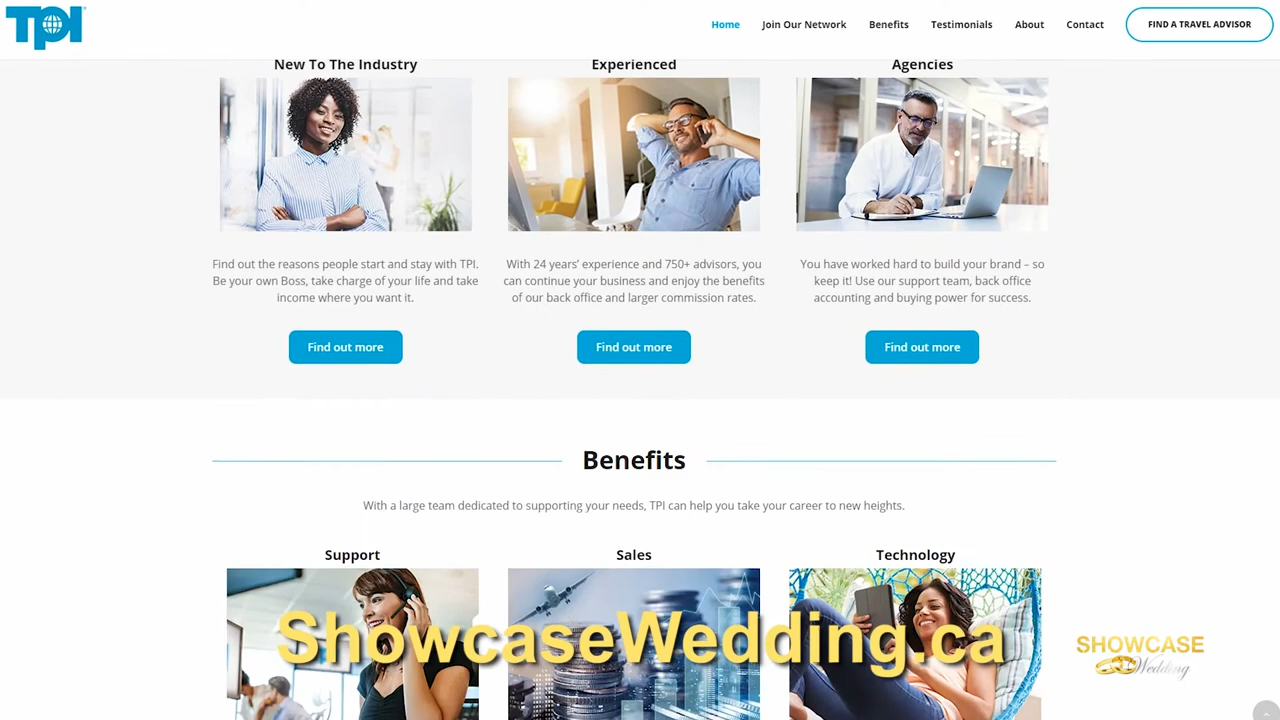 TPI
Home
Join Our Network
Benefits
Testimonials
About
Contact
FIND A TRAVEL ADVISOR
New To The Industry
Experienced
Agencies
Find out the reasons people start and stay with TPI.
Be your own Boss, take charge of your life and take
income where you want it.
With 24 years’ experience and 750+ advisors, you
can continue your business and enjoy the benefits
of our back office and larger commission rates.
You have worked hard to build your brand – so
keep it! Use our support team, back office
accounting and buying power for success.
Find out more
Find out more
Find out more
Benefits
With a large team dedicated to supporting your needs, TPI can help you take your career to new heights.
Support
Sales
Technology
ShowcaseWedding.ca
SHOWCASE
Wedding